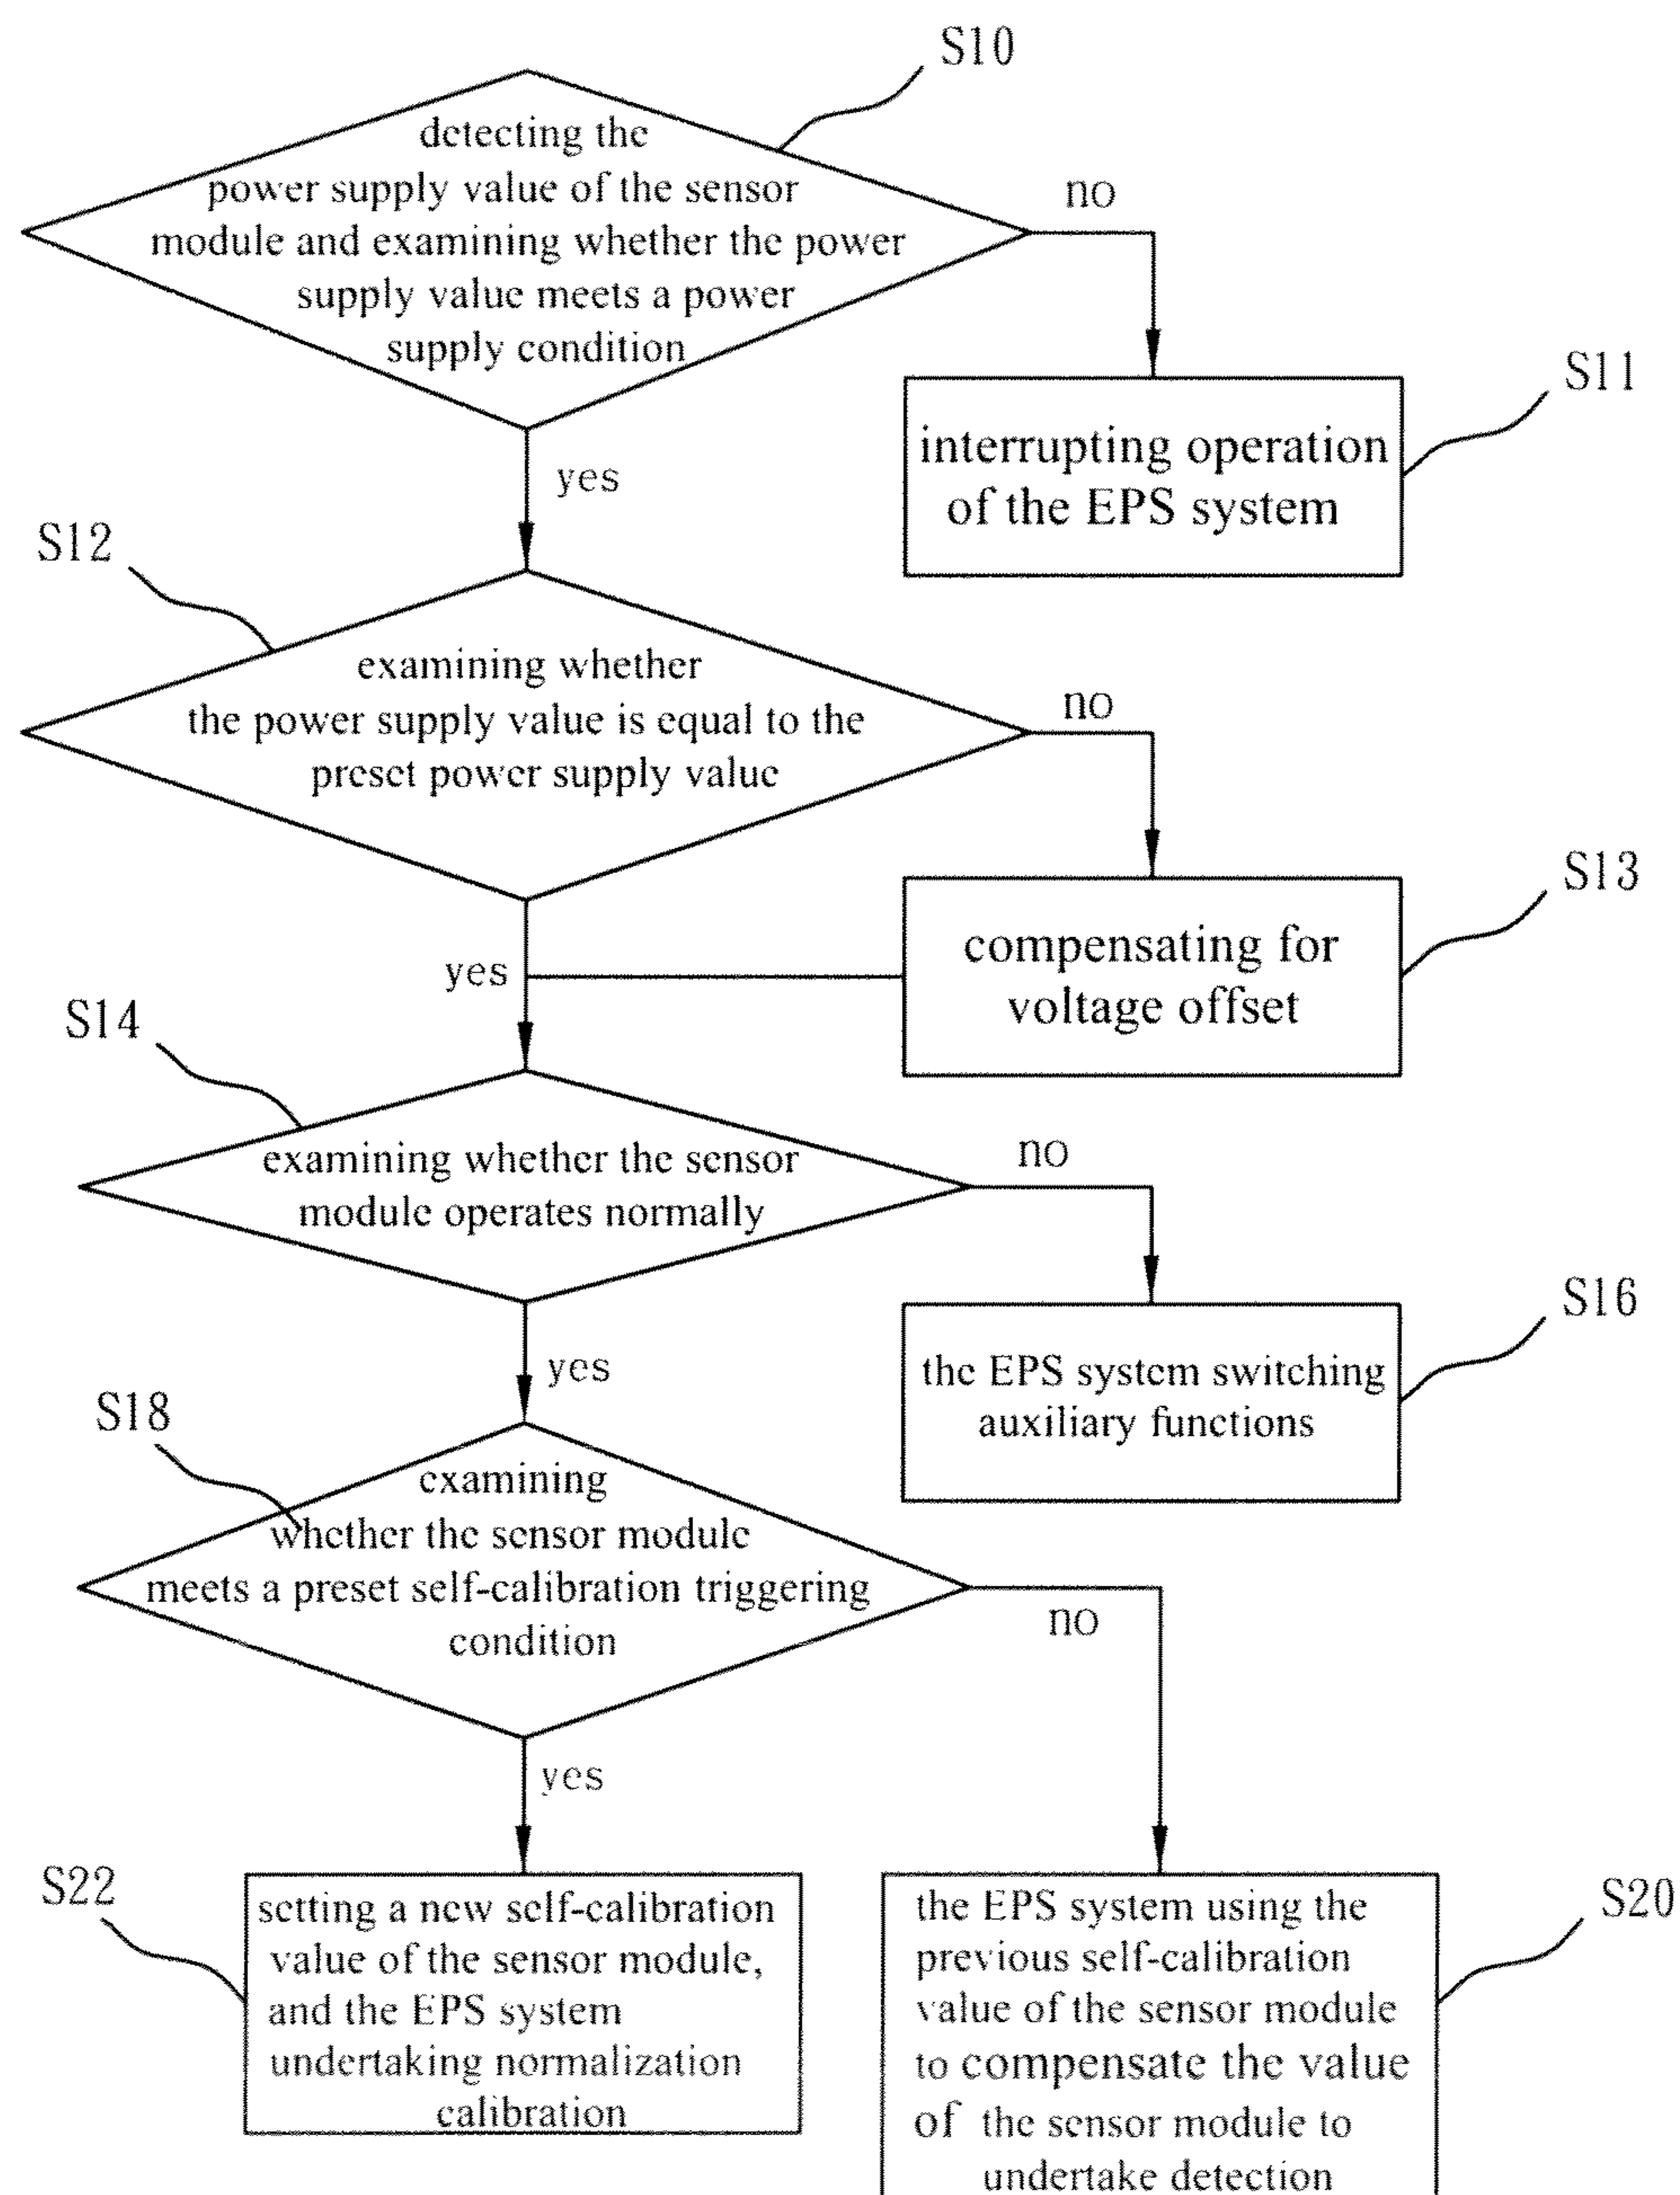 S10
detecting the
power supply value of the sensor
module and examining whether the power
supply value meets a power
supply condition
no
S11
interrupting operation
of the EPS system
yes
S12
examining whether
the power supply value is equal to the
preset power supply value
no
S13
compensating for
voltage offset
yes
S14
examining whether the sensor
module operates normally
no
S16
the EPS system switching
auxiliary functions
yes
S18
examining
whether the sensor module
meets a preset self-calibration triggering
condition
no
yes
S22
setting a new self-calibration
value of the sensor module,
and the EPS system
undertaking normalization
calibration
S20
the EPS system using the
previous self-calibration
value of the sensor module
to compensate the value
of the sensor module to
undertake detection